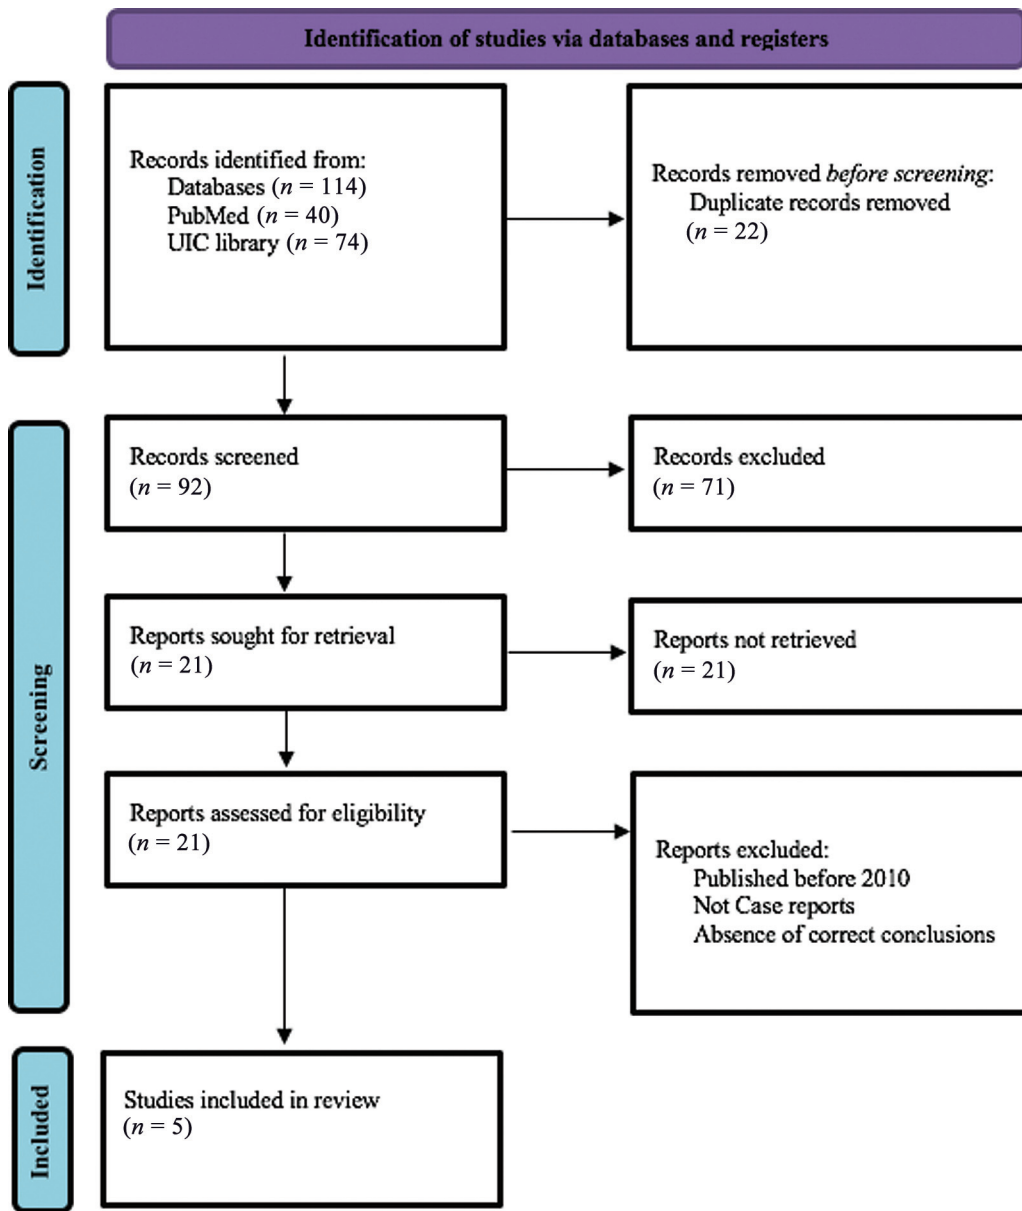 Identification of studies via databases and registers
Identification
Records identified from:
Databases (n = 114)
PubMed (n = 40)
UIC library (n = 74)
Records removed before screening:
Duplicate records removed
(n = 22)
Screening
Records screened
(n = 92)
Records excluded
(n = 71)
Reports sought for retrieval
(n = 21)
Reports not retrieved
(n = 21)
Reports assessed for eligibility
(n = 21)
Reports excluded:
Published before 2010
Not Case reports
Absence of correct conclusions
Included
Studies included in review
(n = 5)